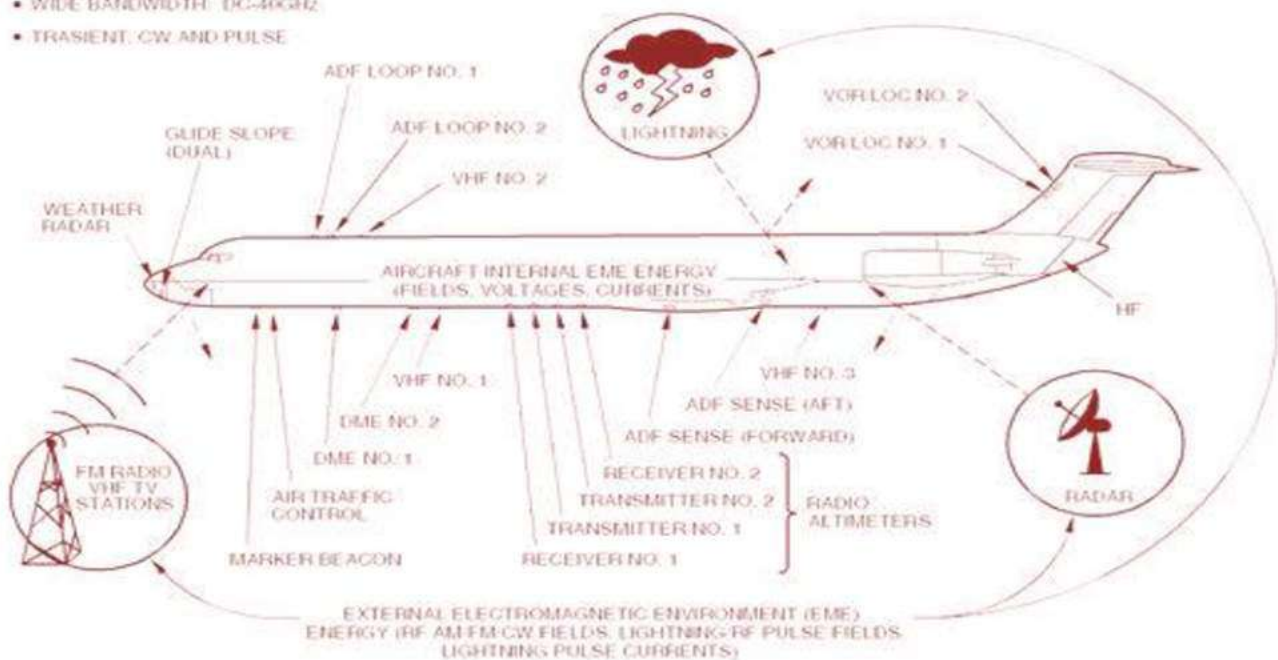 • WIDE BANDWIDTH: DC-40GHz
• TRASIENT, CW AND PULSE
ADF LOOP NO. 1
ADF LOOP NO. 2
VHF NO. 2
GLIDE SLOPE
(DUAL)
WEATHER
RADAR
LIGHTNING
VOR/LOC NO. 2
VOR/LOC NO. 1
AIRCRAFT INTERNAL EME ENERGY
(FIELDS, VOLTAGES, CURRENTS)
HF
VHF NO. 1
DME NO. 2
DME NO. 1
AIR TRAFFIC
CONTROL
MARKER BEACON
VHF NO. 3
ADF SENSE (AFT)
ADF SENSE (FORWARD)
RECEIVER NO. 2
TRANSMITTER NO. 2
TRANSMITTER NO. 1
RECEIVER NO. 1
RADIO
ALTIMETERS
FM RADIO
VHF TV
STATIONS
RADAR
EXTERNAL ELECTROMAGNETIC ENVIRONMENT (EME)
ENERGY (RF AM-FM-CW FIELDS, LIGHTNING-RF PULSE FIELDS,
LIGHTNING PULSE CURRENTS)